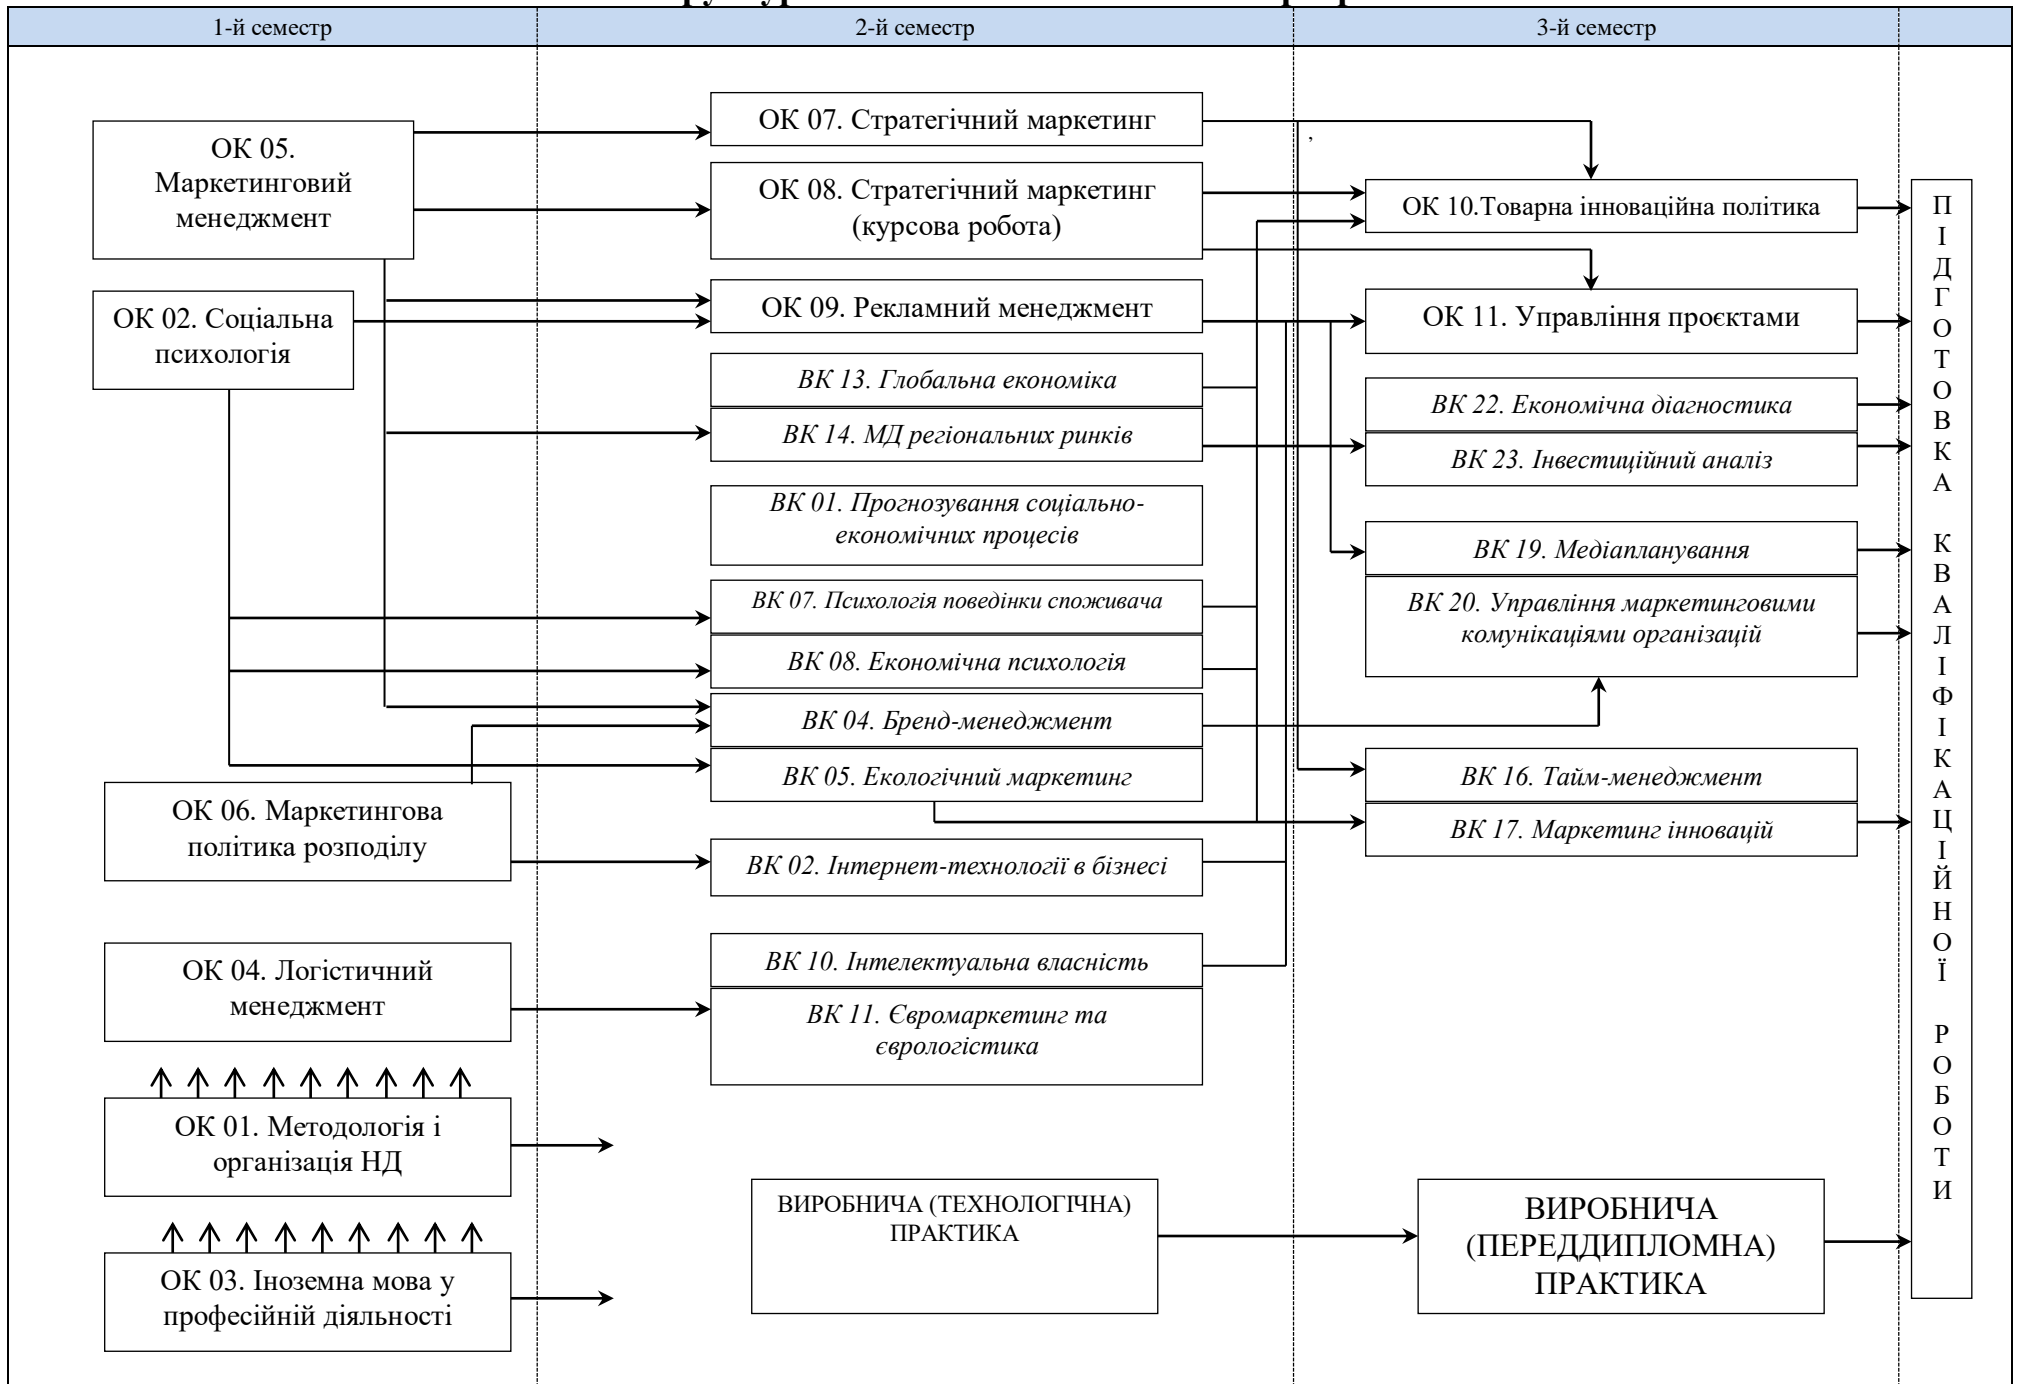 1-й семестр
2-й семестр
3-й семестр
ОК 05.
Маркетинговий
менеджмент
ОК 02. Соціальна
психологія
ОК 06. Маркетингова
політика розподілу
ОК 04. Логістичний
менеджмент
ОК 01. Методологія і
організація НД
ОК 03. Іноземна мова у
професійній діяльності
ОК 07. Стратегічний маркетинг
ОК 08. Стратегічний маркетинг
(курсова робота)
ОК 09. Рекламний менеджмент
ВК 13. Глобальна економіка
ВК 14. МД регіональних ринків
ВК 01. Прогнозування соціально-
економічних процесів
ВК 07. Психологія поведінки споживача
ВК 08. Економічна психологія
ВК 04. Бренд-менеджмент
ВК 05. Екологічний маркетинг
ВК 02. Інтернет-технології в бізнесі
ВК 10. Інтелектуальна власність
ВК 11. Євромаркетинг та
єврологістика
ВИРОБНИЧА (ТЕХНОЛОГІЧНА)
ПРАКТИКА
,
ОК 10.Товарна інноваційна політика
ОК 11. Управління проєктами
ВК 22. Економічна діагностика
ВК 23. Інвестиційний аналіз
ВК 19. Медіапланування
ВК 20. Управління маркетинговими
комунікаціями організацій
ВК 16. Тайм-менеджмент
ВК 17. Маркетинг інновацій
ВИРОБНИЧА
(ПЕРЕДДИПЛОМНА)
ПРАКТИКА
ПІДГОТОВКА КВАЛІФІКАЦІЙНОЇ РОБОТИ